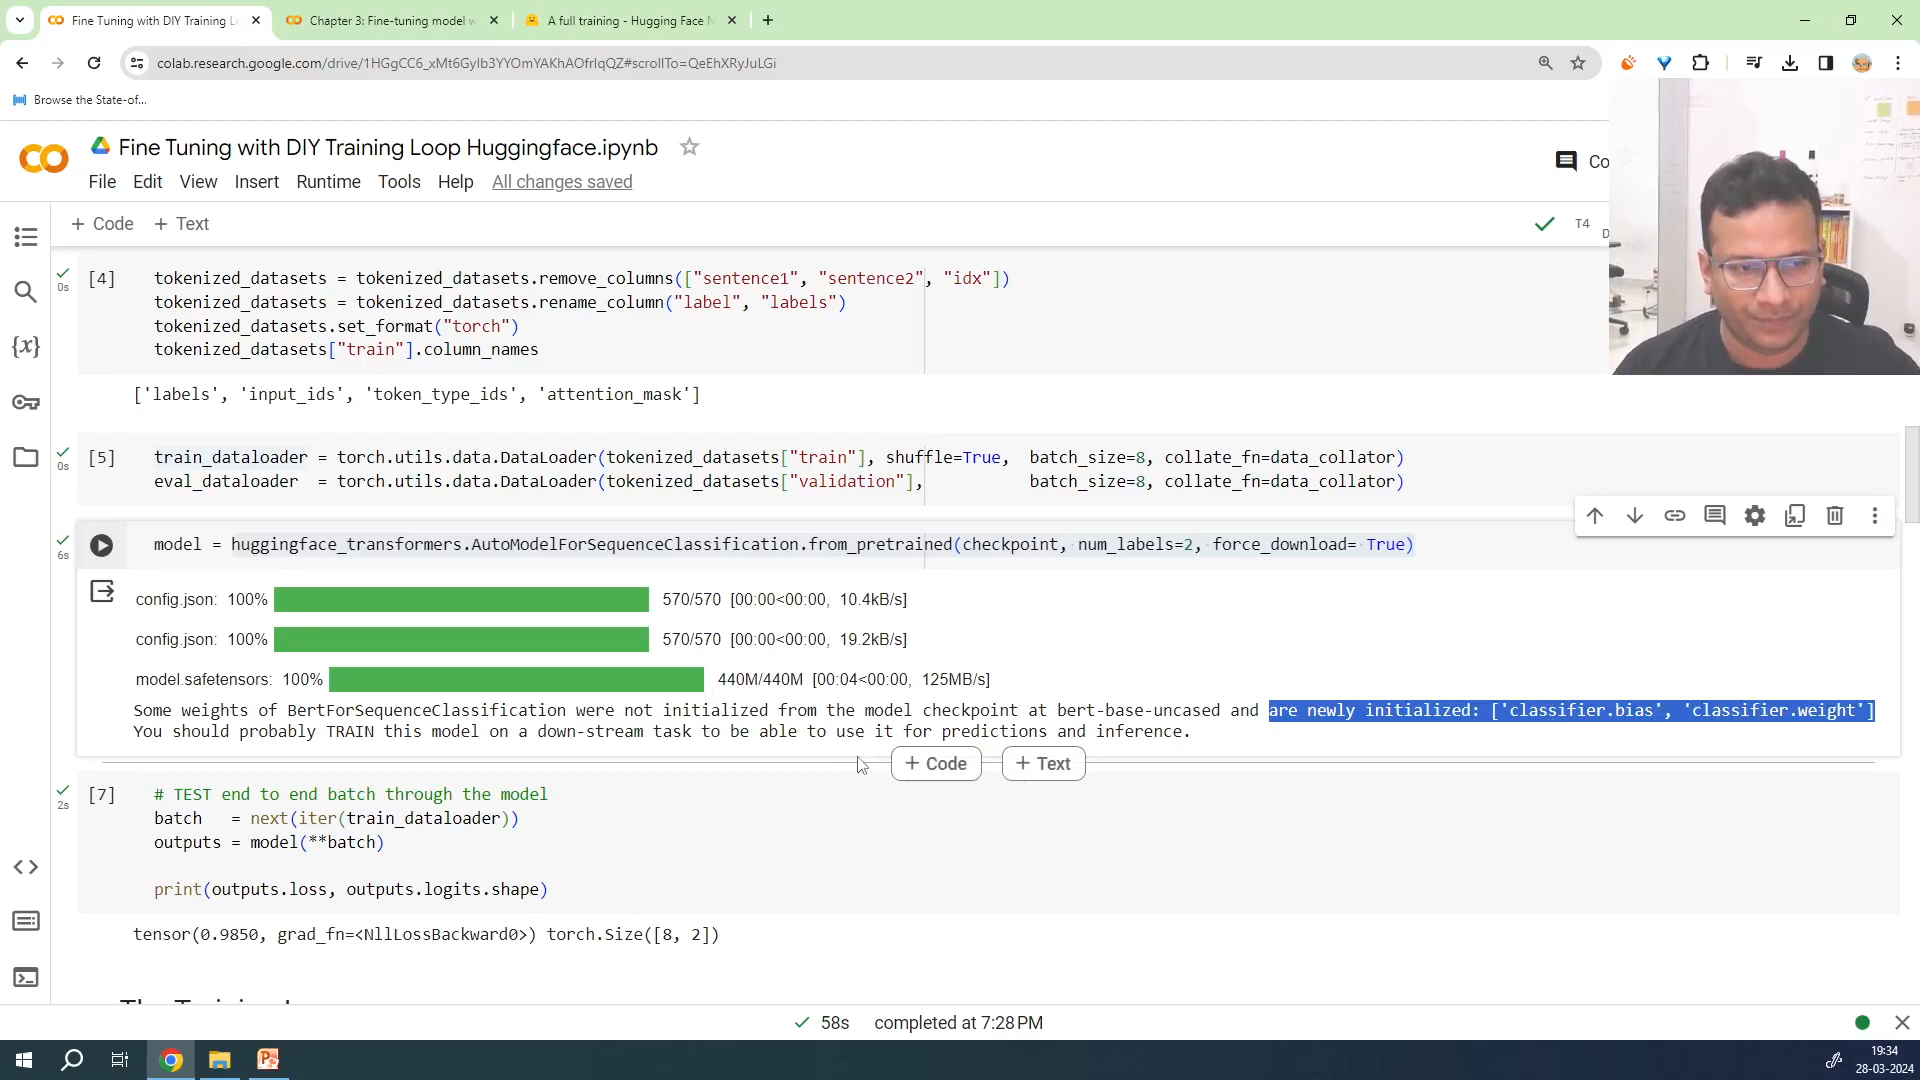 Fine Tuning with DIY Training L
Chapter 3: Fine-tuning model w
A full training - Hugging Face N
colab.research.google.com/drive/1HGgCC6_xMt6Gylb3YYOmYAKhAOfrlqQZ#scrollTo=QeEhXRyJuLGi
Browse the State-of...
Fine Tuning with DIY Training Loop Huggingface.ipynb
File Edit View Insert Runtime Tools Help All changes saved
Co
+ Code + Text
T4
D
[4]
0s
tokenized_datasets = tokenized_datasets.remove_columns(["sentence1", "sentence2", "idx"])
tokenized_datasets = tokenized_datasets.rename_column("label", "labels")
tokenized_datasets.set_format("torch")
tokenized_datasets["train"].column_names
['labels', 'input_ids', 'token_type_ids', 'attention_mask']
[5]
0s
train_dataloader = torch.utils.data.DataLoader(tokenized_datasets["train"], shuffle=True, batch_size=8, collate_fn=data_collator)
eval_dataloader = torch.utils.data.DataLoader(tokenized_datasets["validation"], batch_size=8, collate_fn=data_collator)
6s
model = huggingface_transformers.AutoModelForSequenceClassification.from_pretrained(checkpoint, num_labels=2, force_download= True)
config.json: 100% 570/570 [00:00<00:00, 10.4kB/s]
config.json: 100% 570/570 [00:00<00:00, 19.2kB/s]
model.safetensors: 100% 440M/440M [00:04<00:00, 125MB/s]
Some weights of BertForSequenceClassification were not initialized from the model checkpoint at bert-base-uncased and are newly initialized: ['classifier.bias', 'classifier.weight']
You should probably TRAIN this model on a down-stream task to be able to use it for predictions and inference.
+ Code + Text
[7]
2s
# TEST end to end batch through the model
batch = next(iter(train_dataloader))
outputs = model(**batch)
print(outputs.loss, outputs.logits.shape)
tensor(0.9850, grad_fn=<NllLossBackward0>) torch.Size([8, 2])
58s completed at 7:28 PM
19:34
28-03-2024